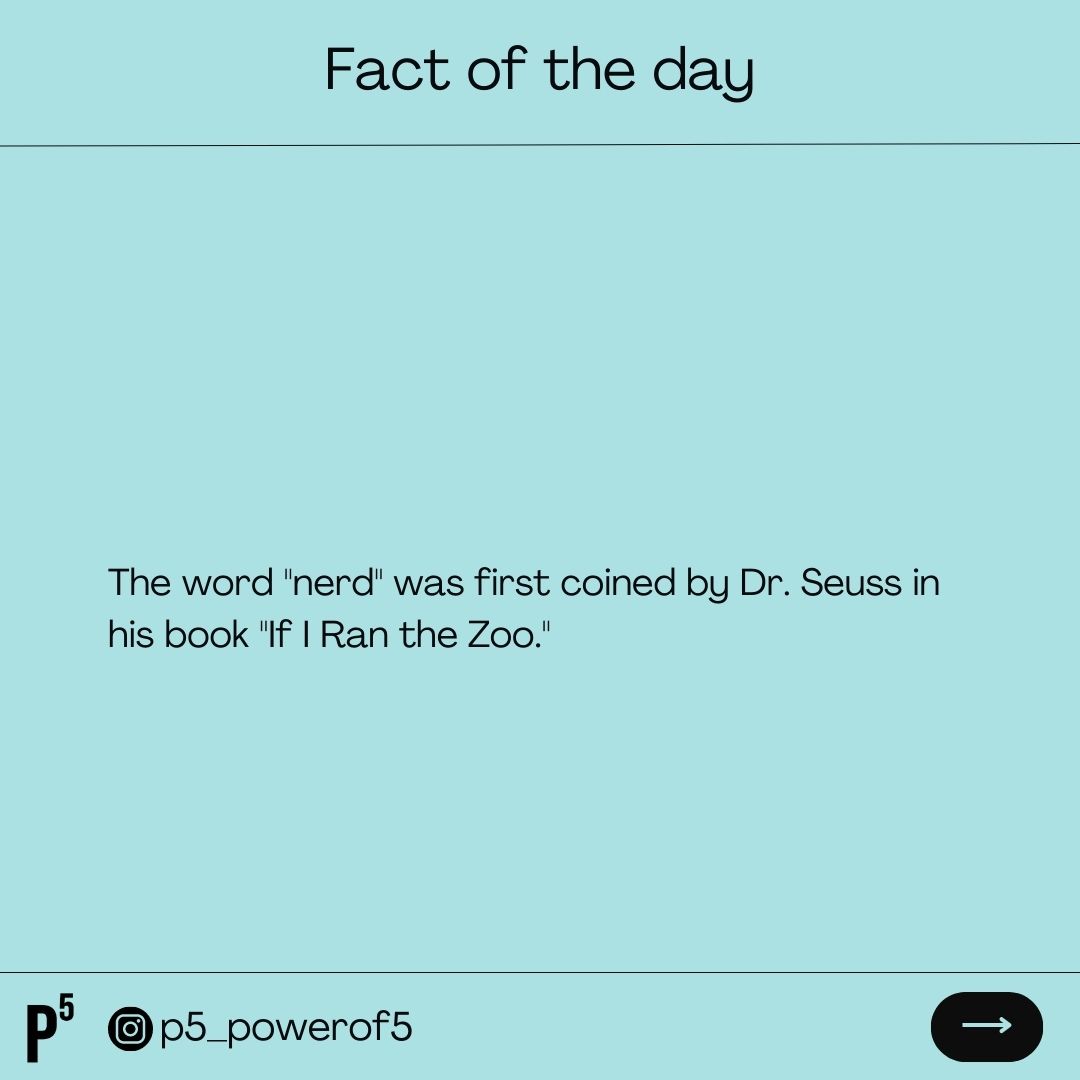 Fact of the day
The word "nerd" was first coined by Dr. Seuss in
his book "If I Ran the Zoo."
P⁵ p5_powerof5